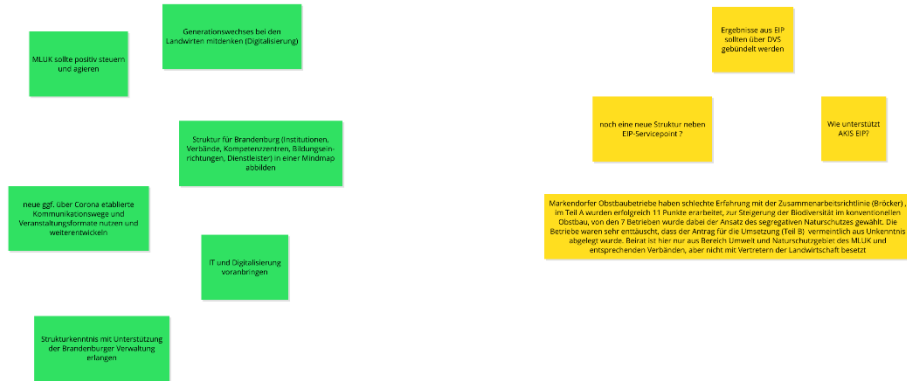 Generationswechses bei den
Landwirten mitdenken (Digitalisierung)
MLUK sollte positiv steuern
und agieren
Struktur für Brandenburg (Institutionen,
Verbände, Kompetenzzentren, Bildungsein-
richtungen, Dienstleister) in einer Mindmap
abbilden
neue ggf. über Corona etablierte
Kommunikationswege und
Veranstaltungsformate nutzen und
weiterentwickeln
IT und Digitalisierung
voranbringen
Strukturkenntnis mit Unterstützung
der Brandenburger Verwaltung
erlangen
Ergebnisse aus EIP
sollten über DVS
gebündelt werden
noch eine neue Struktur neben
EIP-Servicepoint ?
Wie unterstützt
AKIS EIP?
Markendorfer Obstbaubetriebe haben schlechte Erfahrung mit der Zusammenarbeitsrichtlinie (Bröcker) ,
im Teil A wurden erfolgreich 11 Punkte erarbeitet, zur Steigerung der Biodiversität im konventionellen
Obstbau, von den 7 Betrieben wurde dabei der Ansatz des segregativen Naturschutzes gewählt. Die
Betriebe waren sehr enttäuscht, dass der Antrag für die Umsetzung (Teil B) vermeintlich aus Unkenntnis
abgelegt wurde. Beirat ist hier nur aus Bereich Umwelt und Naturschutzgebiet des MLUK und
entsprechenden Verbänden, aber nicht mit Vertretern der Landwirtschaft besetzt